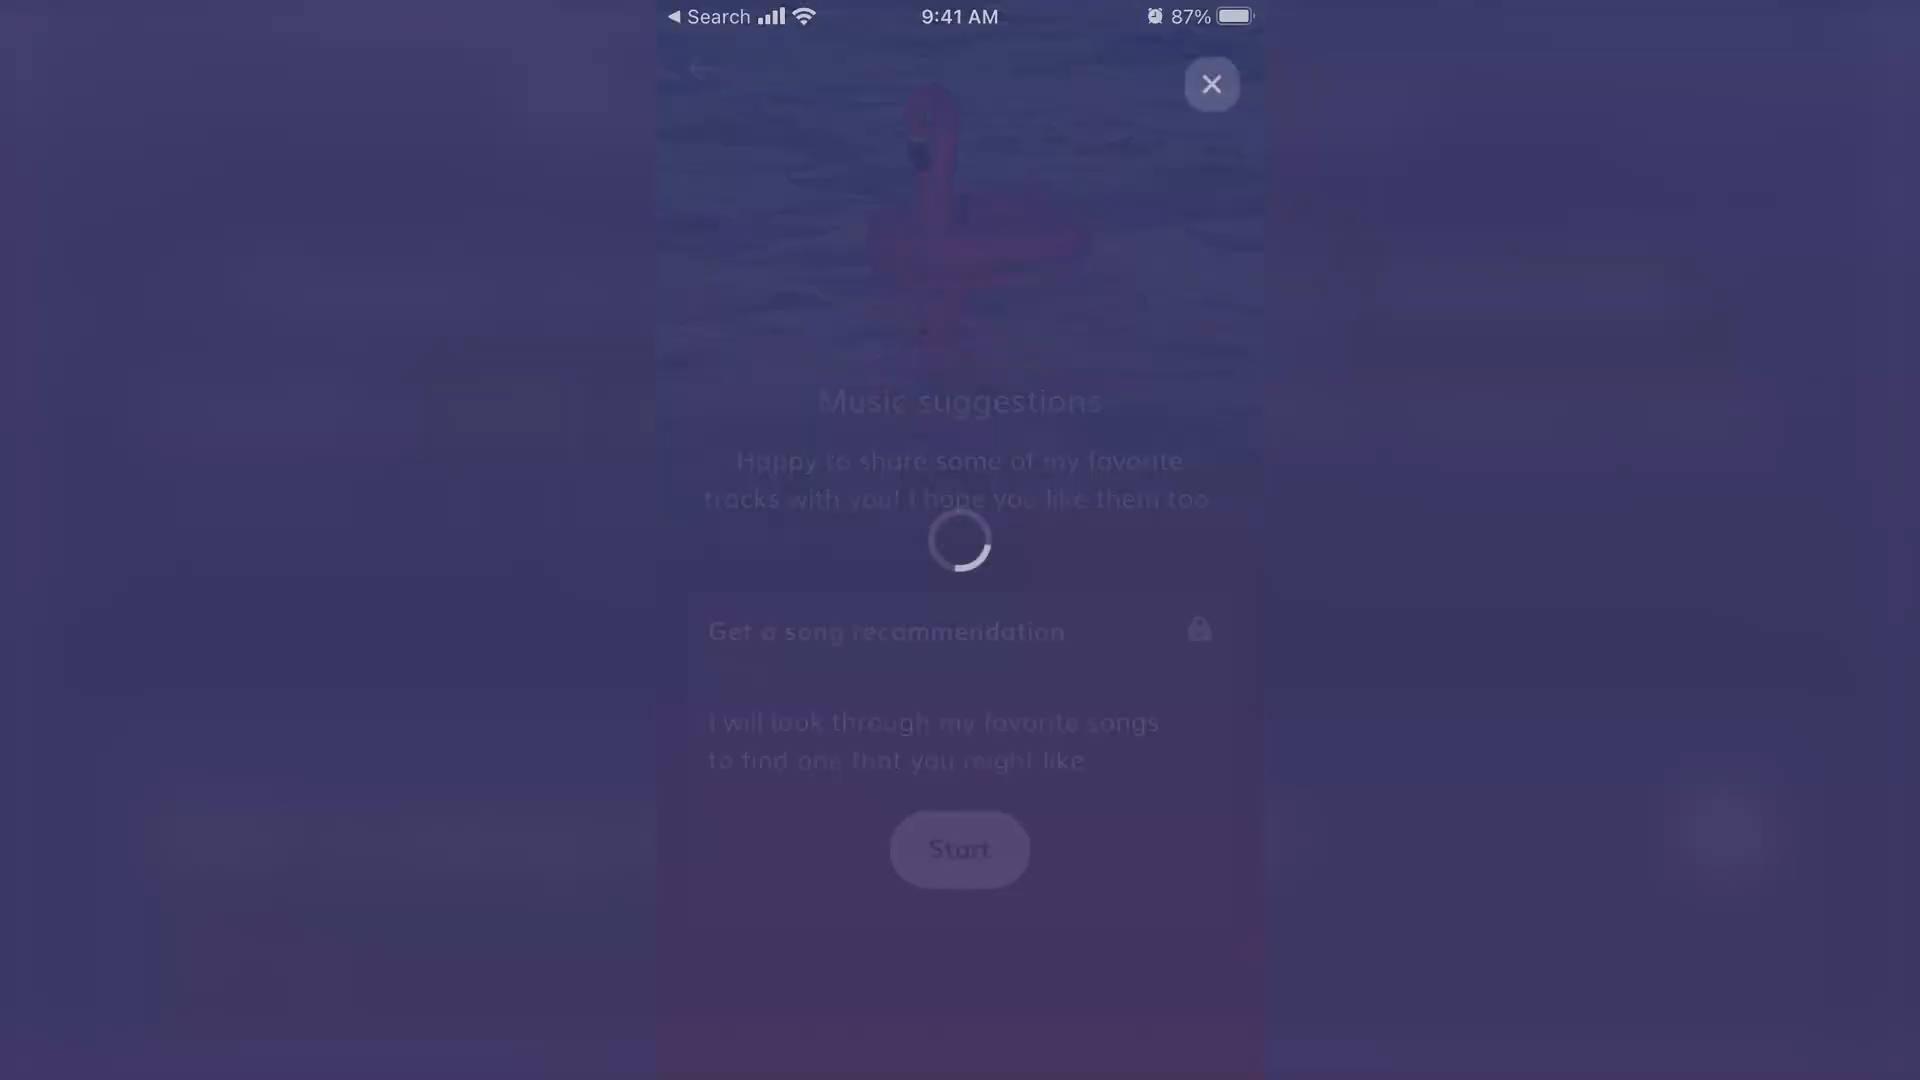 Search
9:41 AM
87%
Music suggestions
Happy to share some of my favorite
tracks with you! I hope you like them too
Get a song recommendation
I will look through my favorite songs
to find one that you might like
Start